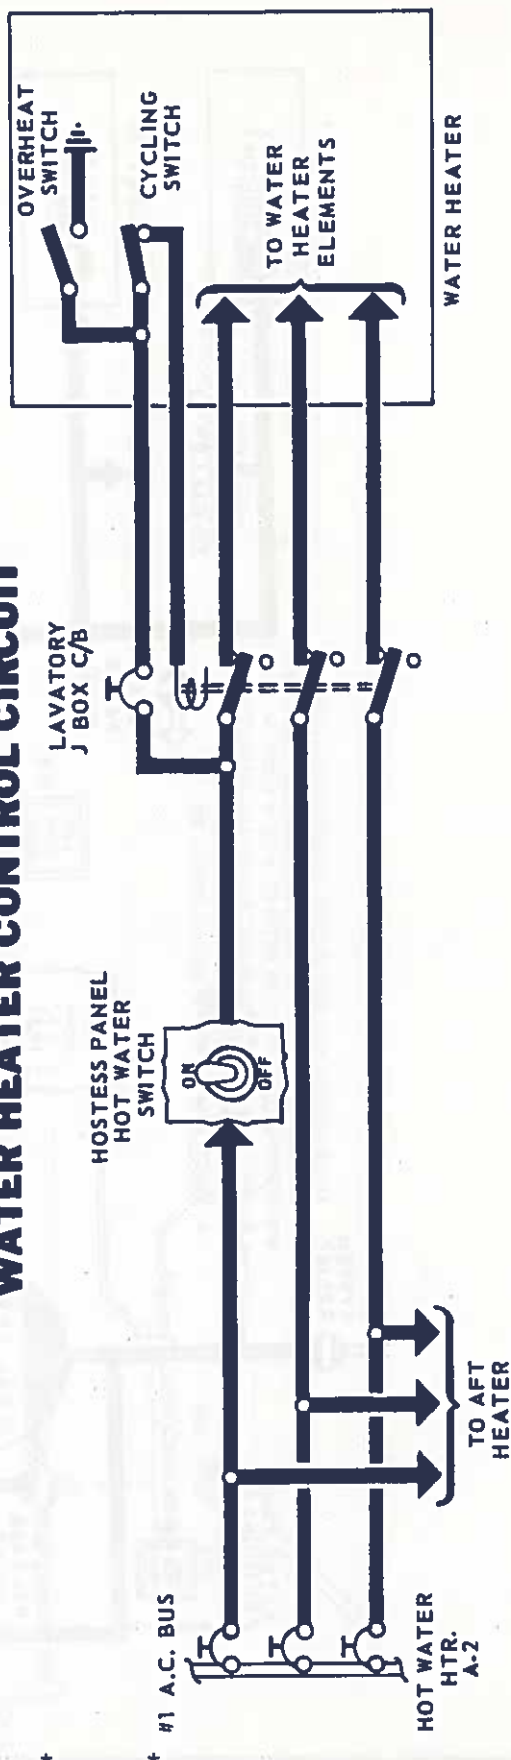 WATER HEATER CONTROL CIRCUIT
#1 A.C. BUS
HOT WATER
HTR.
A-2
TO AFT
HEATER
HOSTESS PANEL
HOT WATER
SWITCH
ON
OFF
LAVATORY
J BOX C/B
OVERHEAT
SWITCH
CYCLING
SWITCH
TO WATER
HEATER
ELEMENTS
WATER HEATER